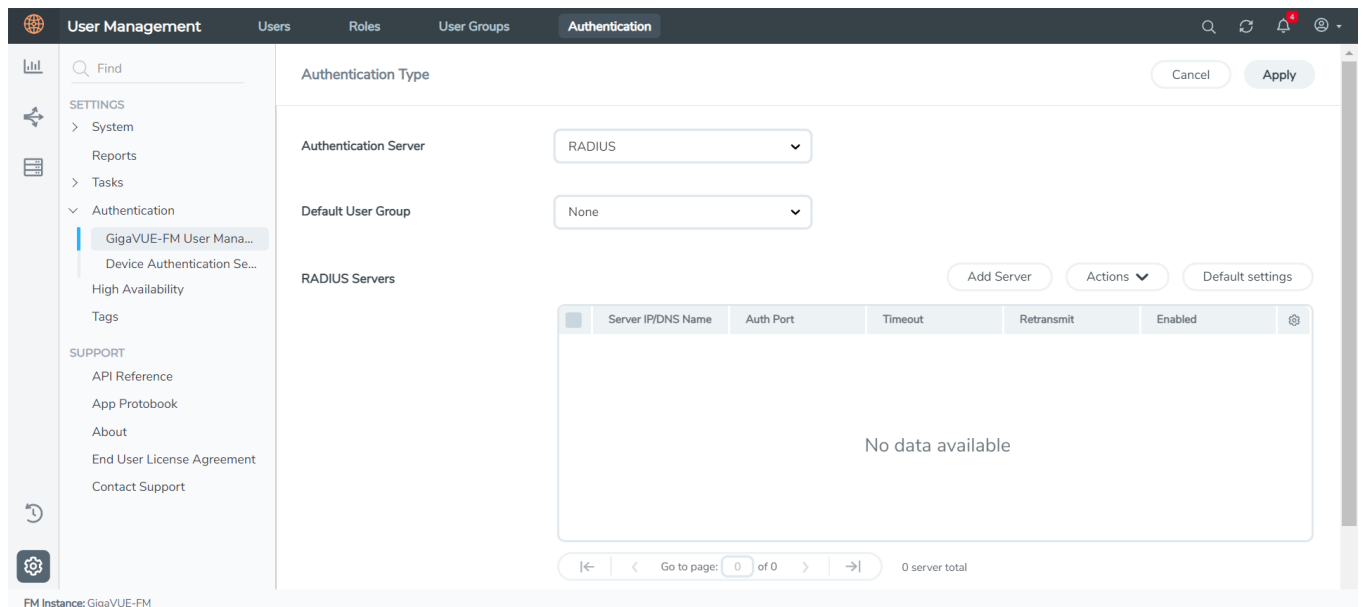 User Management
Users
Roles
User Groups
Authentication
4
Find
SETTINGS
System
Reports
Tasks
Authentication
GigaVUE-FM User Mana...
Device Authentication Se...
High Availability
Tags
SUPPORT
API Reference
App Protobook
About
End User License Agreement
Contact Support
Authentication Type
Cancel
Apply
Authentication Server
RADIUS
Default User Group
None
RADIUS Servers
Add Server
Actions
Default settings
Server IP/DNS Name
Auth Port
Timeout
Retransmit
Enabled
No data available
Go to page: 0 of 0
0 server total
FM Instance: GigaVUE-FM